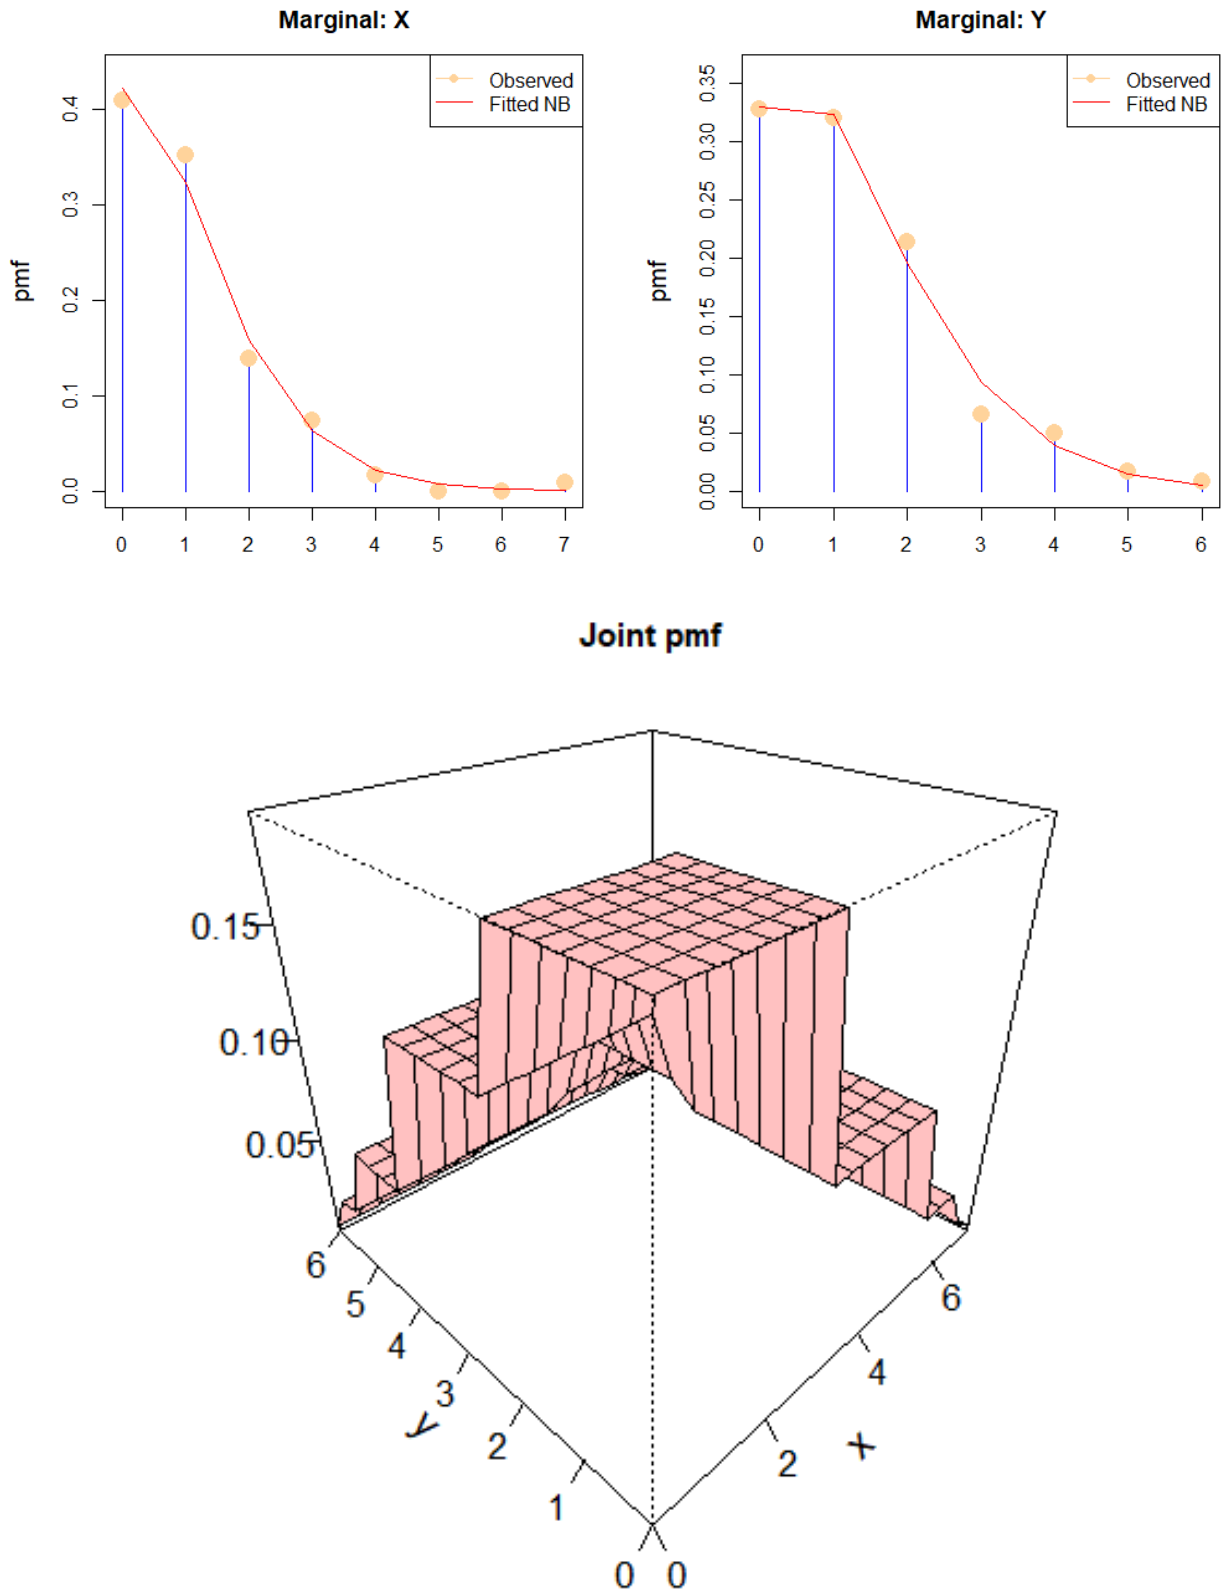 Marginal: X
Observed
Fitted NB
pmf
0.0
0.1
0.2
0.3
0.4
0 1 2 3 4 5 6 7
Marginal: Y
Observed
Fitted NB
pmf
0.00
0.05
0.10
0.15
0.20
0.25
0.30
0.35
0 1 2 3 4 5 6
Joint pmf
0.15
0.10
0.05
6
5
4
3
2
1
0
y
0
2
4
6
x